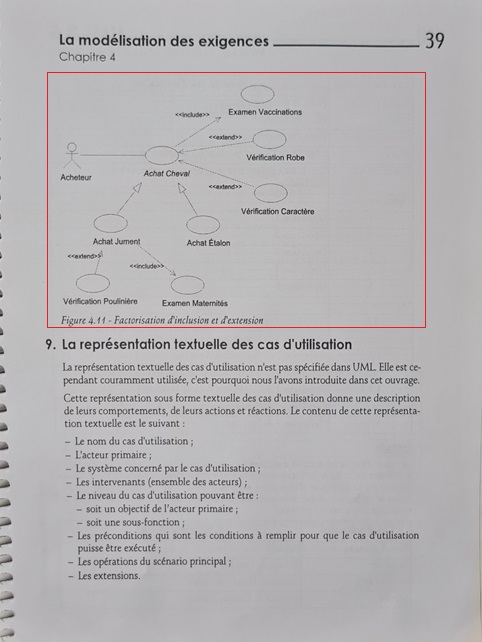 La modélisation des exigences 39
Chapitre 4
Examen Vaccinations
<<include>>
<<extend>>
Vérification Robe
Acheteur
Achat Cheval
<<extend>>
Vérification Caractère
Achat Jument
Achat Étalon
<<extend>>
<<include>>
Vérification Poulinière
Examen Maternités
Figure 4.11 - Factorisation d'inclusion et d'extension
9. La représentation textuelle des cas d'utilisation
La représentation textuelle des cas d'utilisation n'est pas spécifiée dans UML. Elle est ce-
pendant couramment utilisée, c'est pourquoi nous l'avons introduite dans cet ouvrage.
Cette représentation sous forme textuelle des cas d'utilisation donne une description
de leurs comportements, de leurs actions et réactions. Le contenu de cette représenta-
tion textuelle est le suivant :
– Le nom du cas d'utilisation ;
– L'acteur primaire ;
– Le système concerné par le cas d'utilisation ;
– Les intervenants (ensemble des acteurs) ;
– Le niveau du cas d'utilisation pouvant être :
– soit un objectif de l'acteur primaire ;
– soit une sous-fonction ;
– Les préconditions qui sont les conditions à remplir pour que le cas d'utilisation
puisse être exécuté ;
– Les opérations du scénario principal ;
– Les extensions.